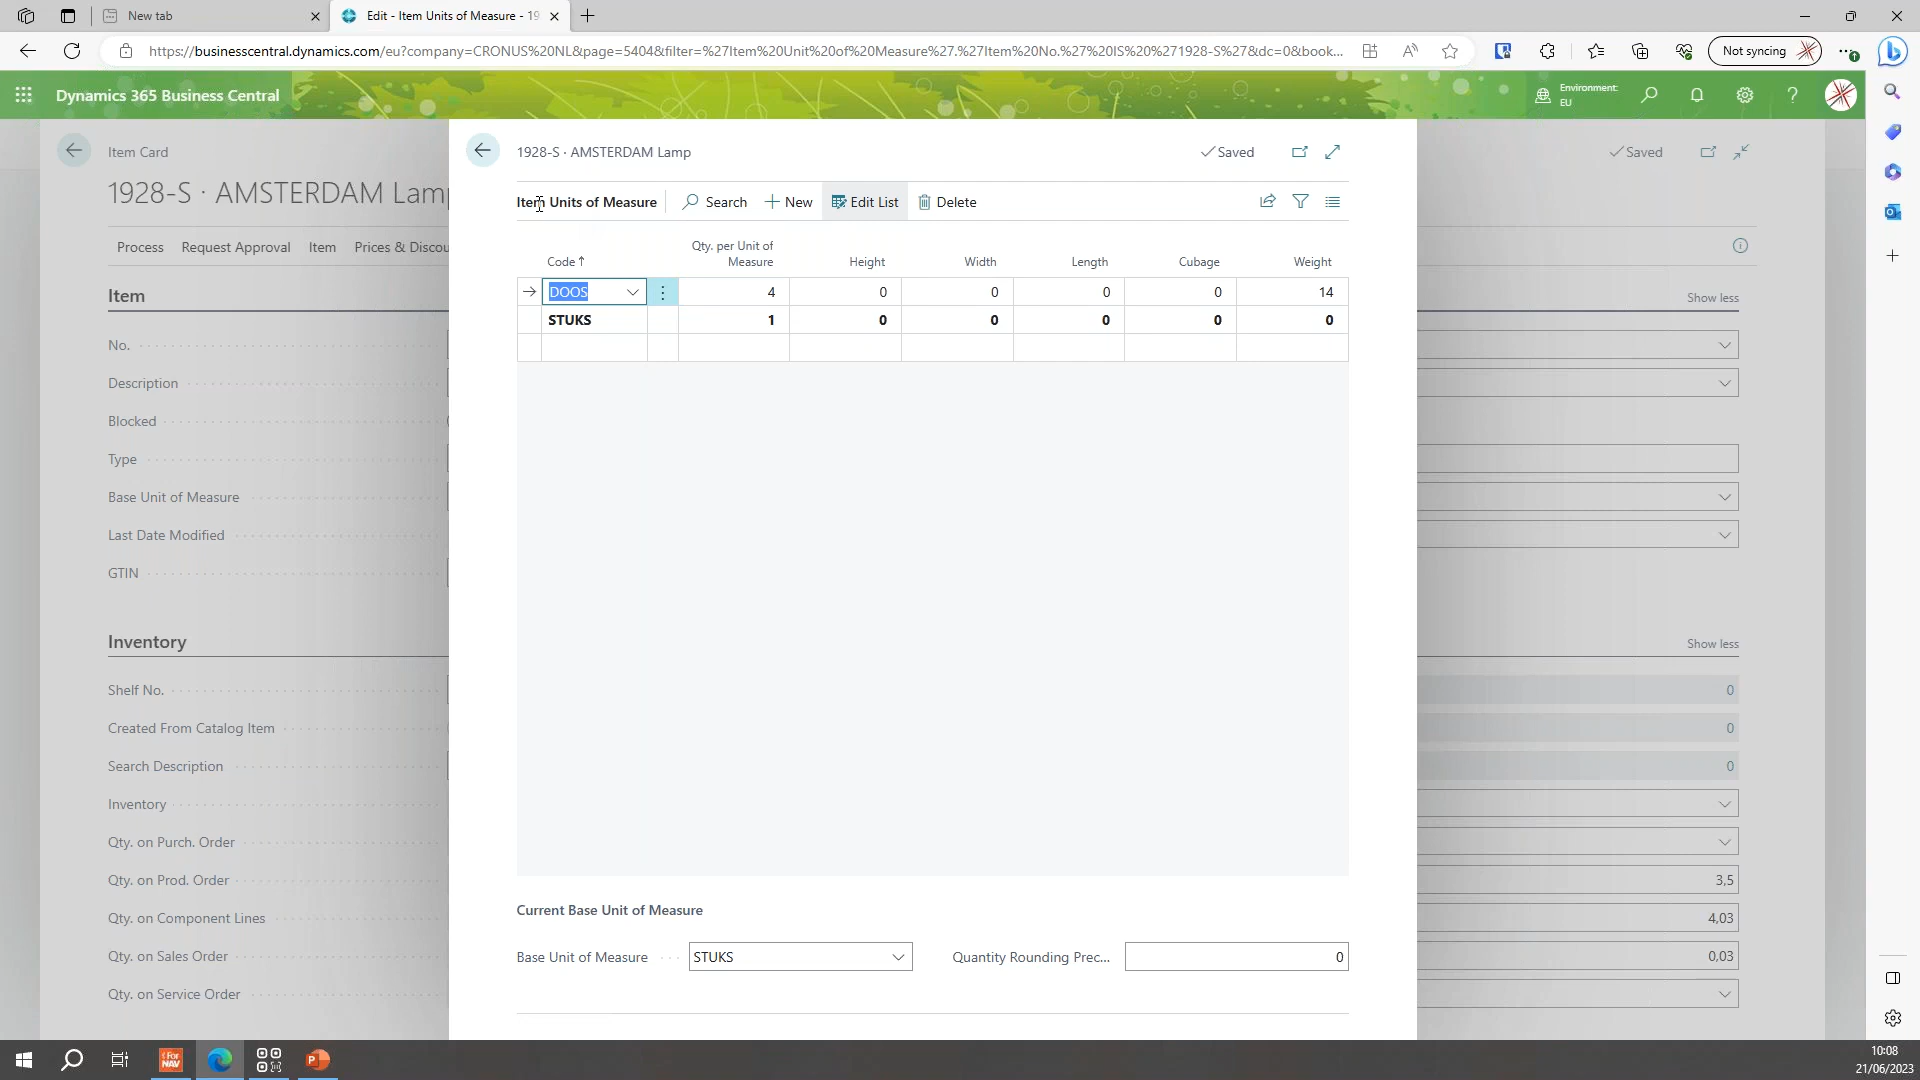 New tab
Edit - Item Units of Measure - 19
https://businesscentral.dynamics.com/eu?company=CRONUS%20NL&page=5404&filter=%27Item%20Unit%20of%20Measure%27.%27Item%20No.%27%20IS%20%271928-S%27&dc=0&book...
Not syncing
Dynamics 365 Business Central
Environment:
EU
Item Card
1928-S · AMSTERDAM Lamp
Saved
Saved
1928-S · AMSTERDAM Lam
Item Units of Measure
Search
New
Edit List
Delete
Process
Request Approval
Item
Prices & Discou
Code ↑
Qty. per Unit of
Measure
Height
Width
Length
Cubage
Weight
DOOS
4
0
0
0
0
14
STUKS
1
0
0
0
0
0
Item
Show less
No.
Description
Blocked
Type
Base Unit of Measure
Last Date Modified
GTIN
Inventory
Show less
Shelf No.
0
Created From Catalog Item
0
Search Description
0
Inventory
Qty. on Purch. Order
Qty. on Prod. Order
3,5
Qty. on Component Lines
4,03
Qty. on Sales Order
0,03
Qty. on Service Order
Current Base Unit of Measure
Base Unit of Measure
STUKS
Quantity Rounding Prec...
0
ForNAV
10:08
21/06/2023